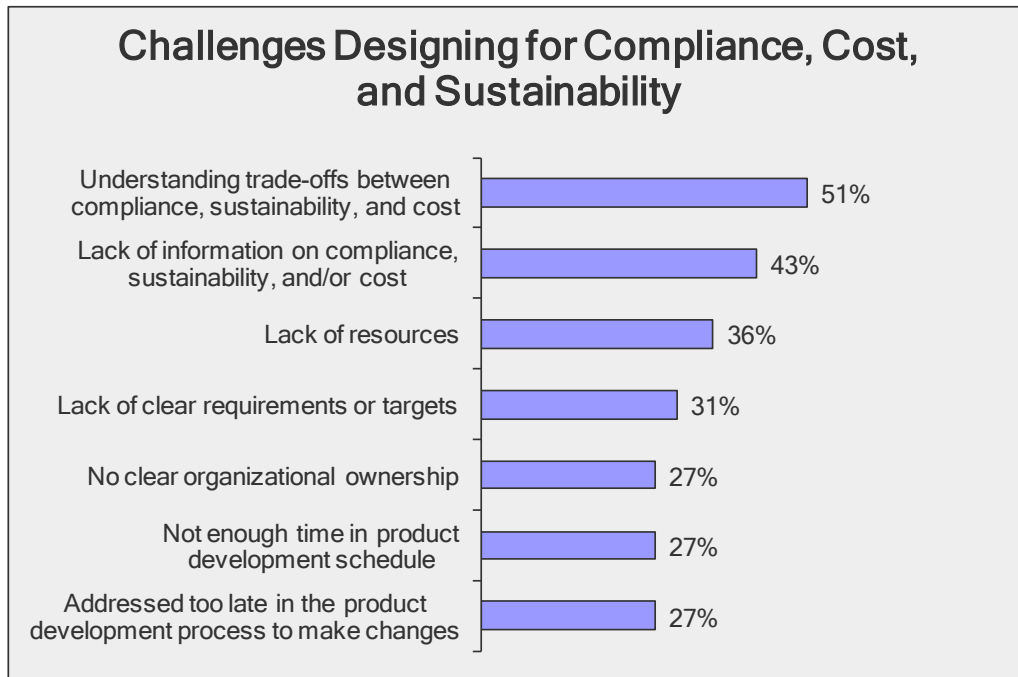 Challenges Designing for Compliance, Cost,
and Sustainability
Understanding trade-offs between
compliance, sustainability, and cost
51%
Lack of information on compliance,
sustainability, and/or cost
43%
Lack of resources
36%
Lack of clear requirements or targets
31%
No clear organizational ownership
27%
Not enough time in product
development schedule
27%
Addressed too late in the product
development process to make changes
27%